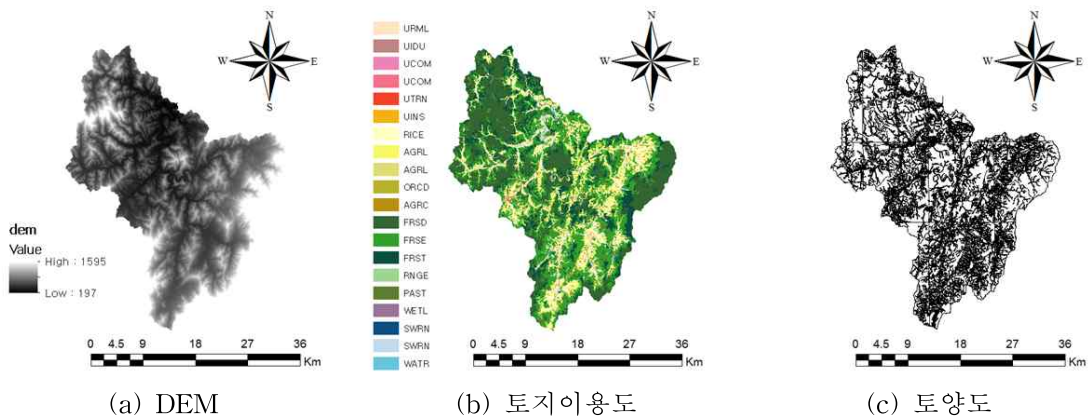 N
W
E
S
dem
Value
High : 1595
Low : 197
0 4.5 9 18 27 36
Km
(a) DEM
URML
UIDU
UCOM
UCOM
UTRN
UINS
RICE
AGRL
AGRL
ORCD
AGRC
FRSD
FRSE
FRST
RNGE
PAST
WETL
SWRN
SWRN
WATR
N
W
E
S
0 4.5 9 18 27 36
Km
(b) 토지이용도
N
W
E
S
0 4.5 9 18 27 36
Km
(c) 토양도